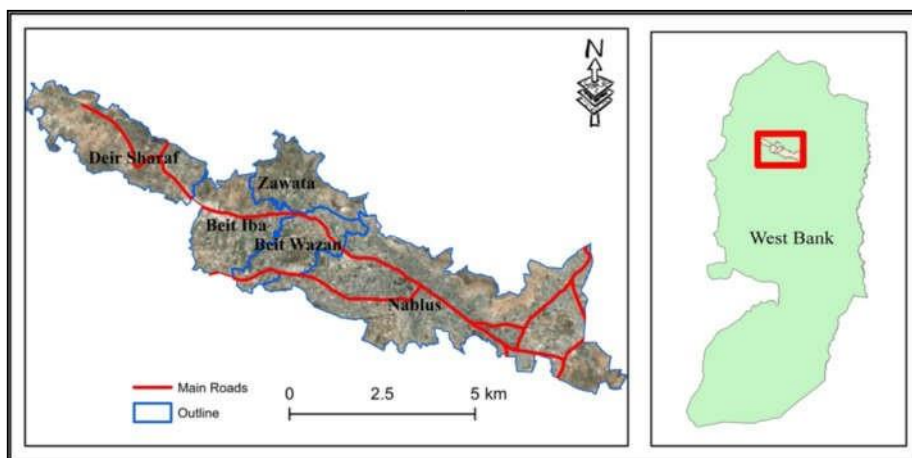 N
Deir Sharaf
Zawata
Beit Iba
Beit Wazan
Nablus
Main Roads
Outline
0 2.5 5 km
West Bank